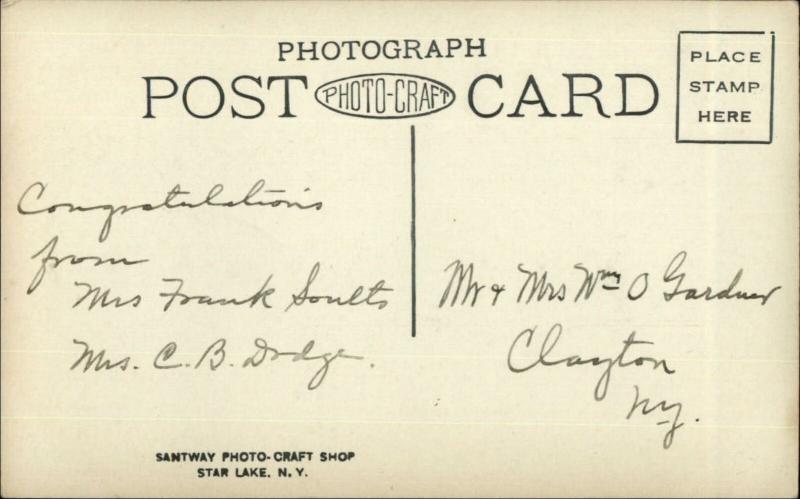 PHOTOGRAPH
POST PHOTO-CRAFT CARD
PLACE
STAMP
HERE
Congratulations
from
Mrs Frank Soults
Mrs. C. B. Dodge.
Mr & Mrs Wm O Gardner
Clayton
Ny.
SANTWAY PHOTO-CRAFT SHOP
STAR LAKE, N. Y.